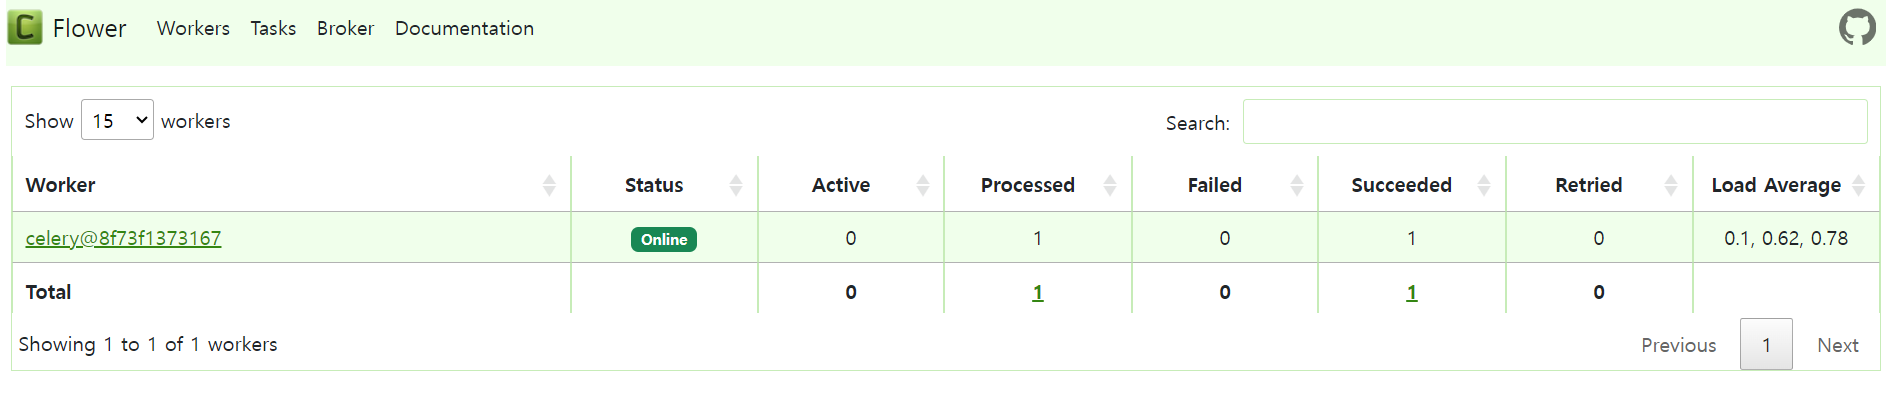 C Flower Workers Tasks Broker Documentation
Show 15 workers Search:
Worker Status Active Processed Failed Succeeded Retried Load Average
celery@8f73f1373167 Online 0 1 0 1 0 0.1, 0.62, 0.78
Total 0 1 0 1 0
Showing 1 to 1 of 1 workers Previous 1 Next